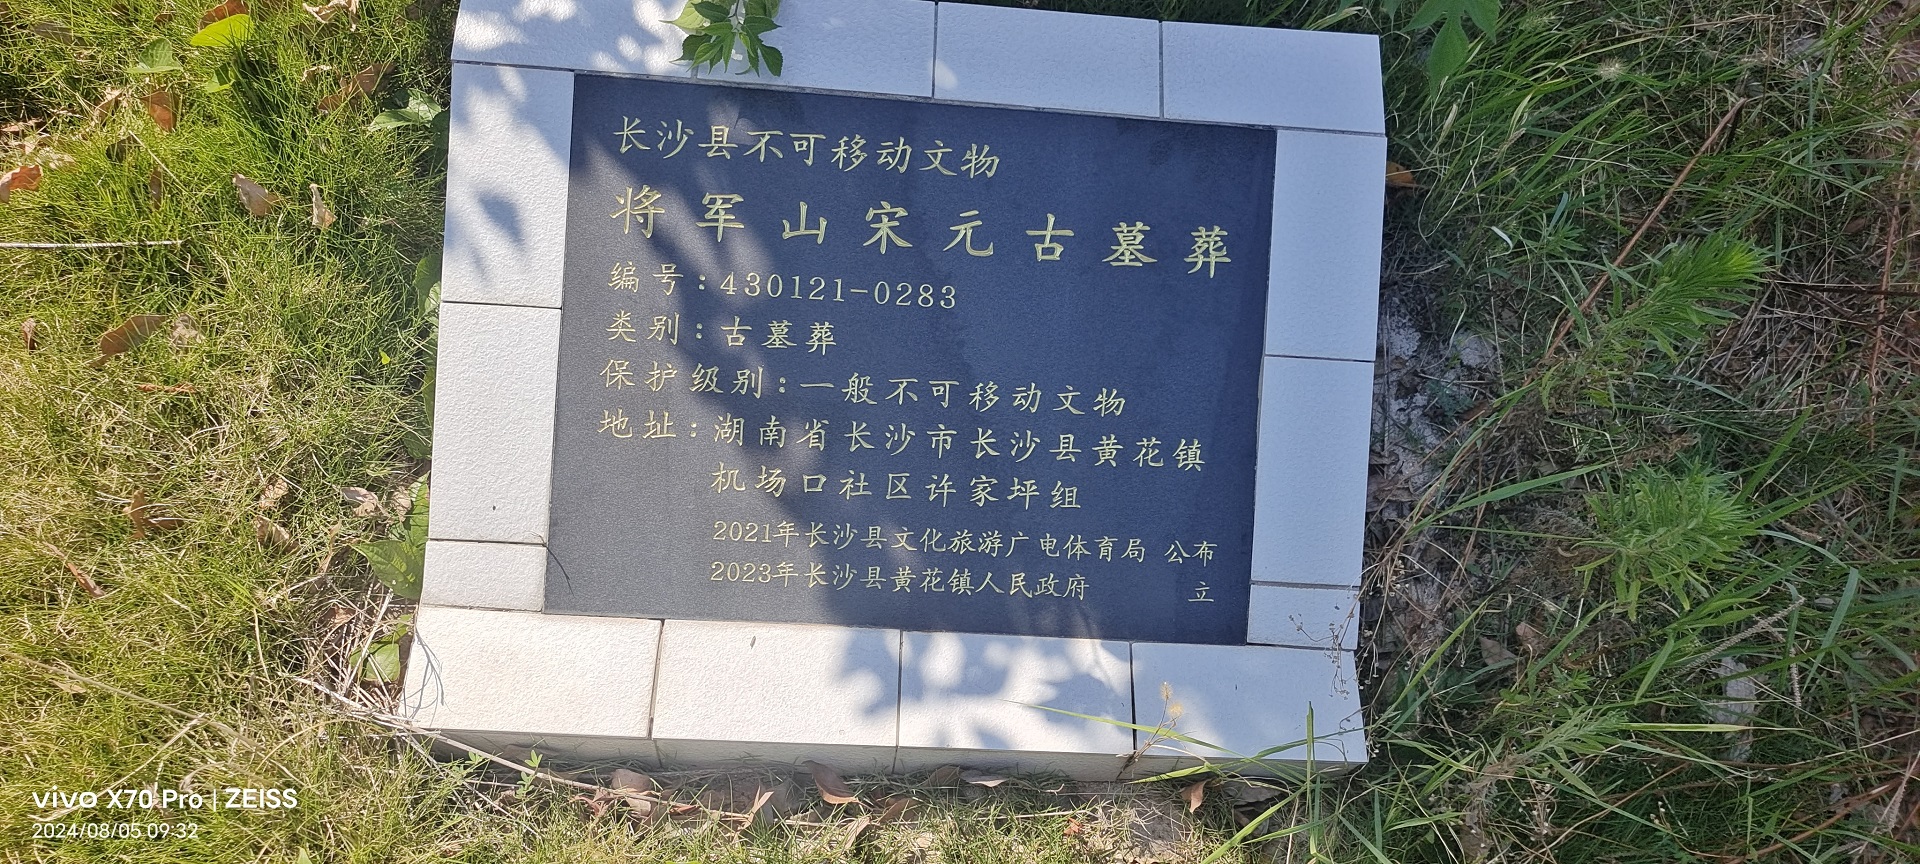 长沙县不可移动文物
将军山宋元古墓葬
编号:430121-0283
类别:古墓葬
保护级别:一般不可移动文物
地址:湖南省长沙市长沙县黄花镇
机场口社区许家坪组
2021年长沙县文化旅游广电体育局 公布
2023年长沙县黄花镇人民政府 立
vivo X70 Pro | ZEISS
2024/08/05 09:32